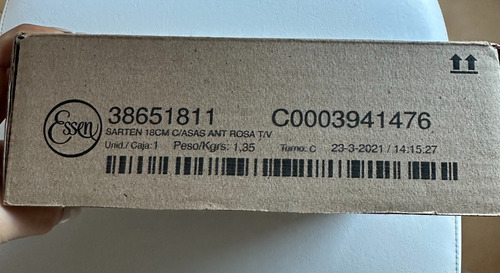 Essen
38651811 C0003941476
SARTEN 18CM C/ASAS ANT ROSA T/V
Unid./ Caja: 1 Peso/Kgrs: 1,35 Turno: C 23-3-2021 / 14:15:27